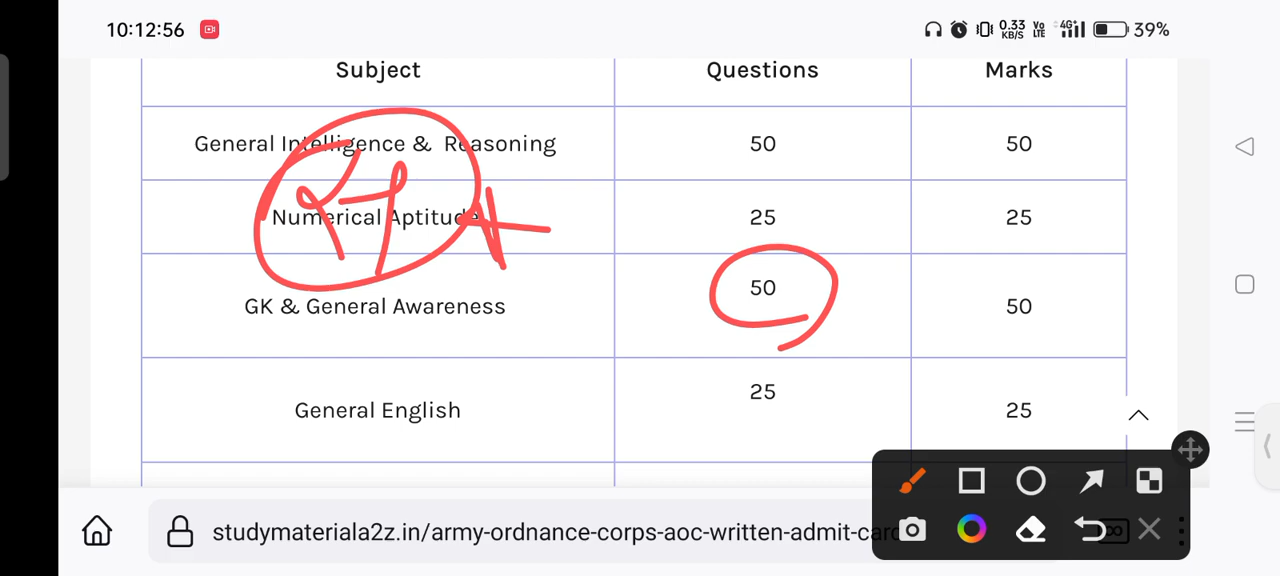 10:12:56 0.33 KB/S Vo LTE 4G+ 39%
Subject Questions Marks
General Intelligence & Reasoning 50 50
Numerical Aptitude 25 25
GK & General Awareness 50 50
General English 25 25
studymateriala2z.in/army-ordnance-corps-aoc-written-admit-car